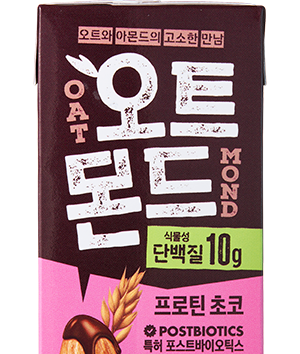 오트와 아몬드의 고소한 만남
OAT
오트
몬드
MOND
식물성
단백질 10g
프로틴 초코
POSTBIOTICS
특허 포스트바이오틱스